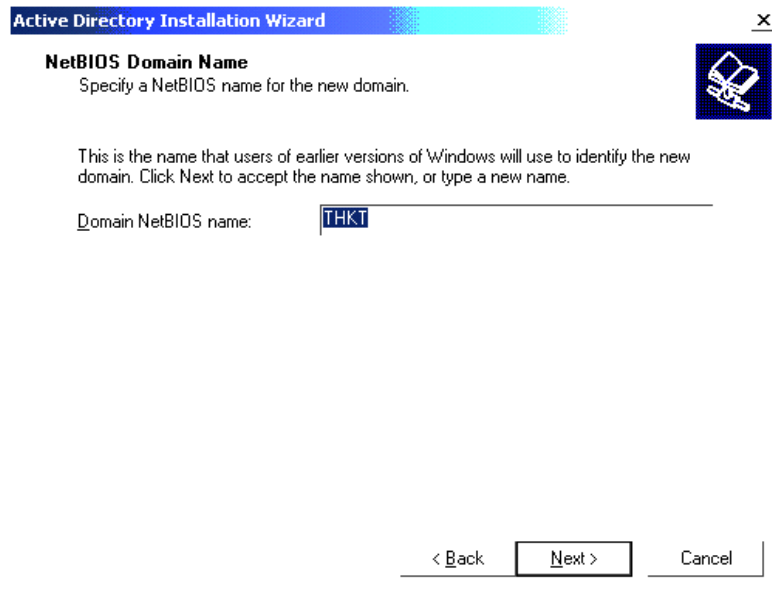 Active Directory Installation Wizard
NetBIOS Domain Name
Specify a NetBIOS name for the new domain.
This is the name that users of earlier versions of Windows will use to identify the new
domain. Click Next to accept the name shown, or type a new name.
Domain NetBIOS name: THKT
< Back Next > Cancel